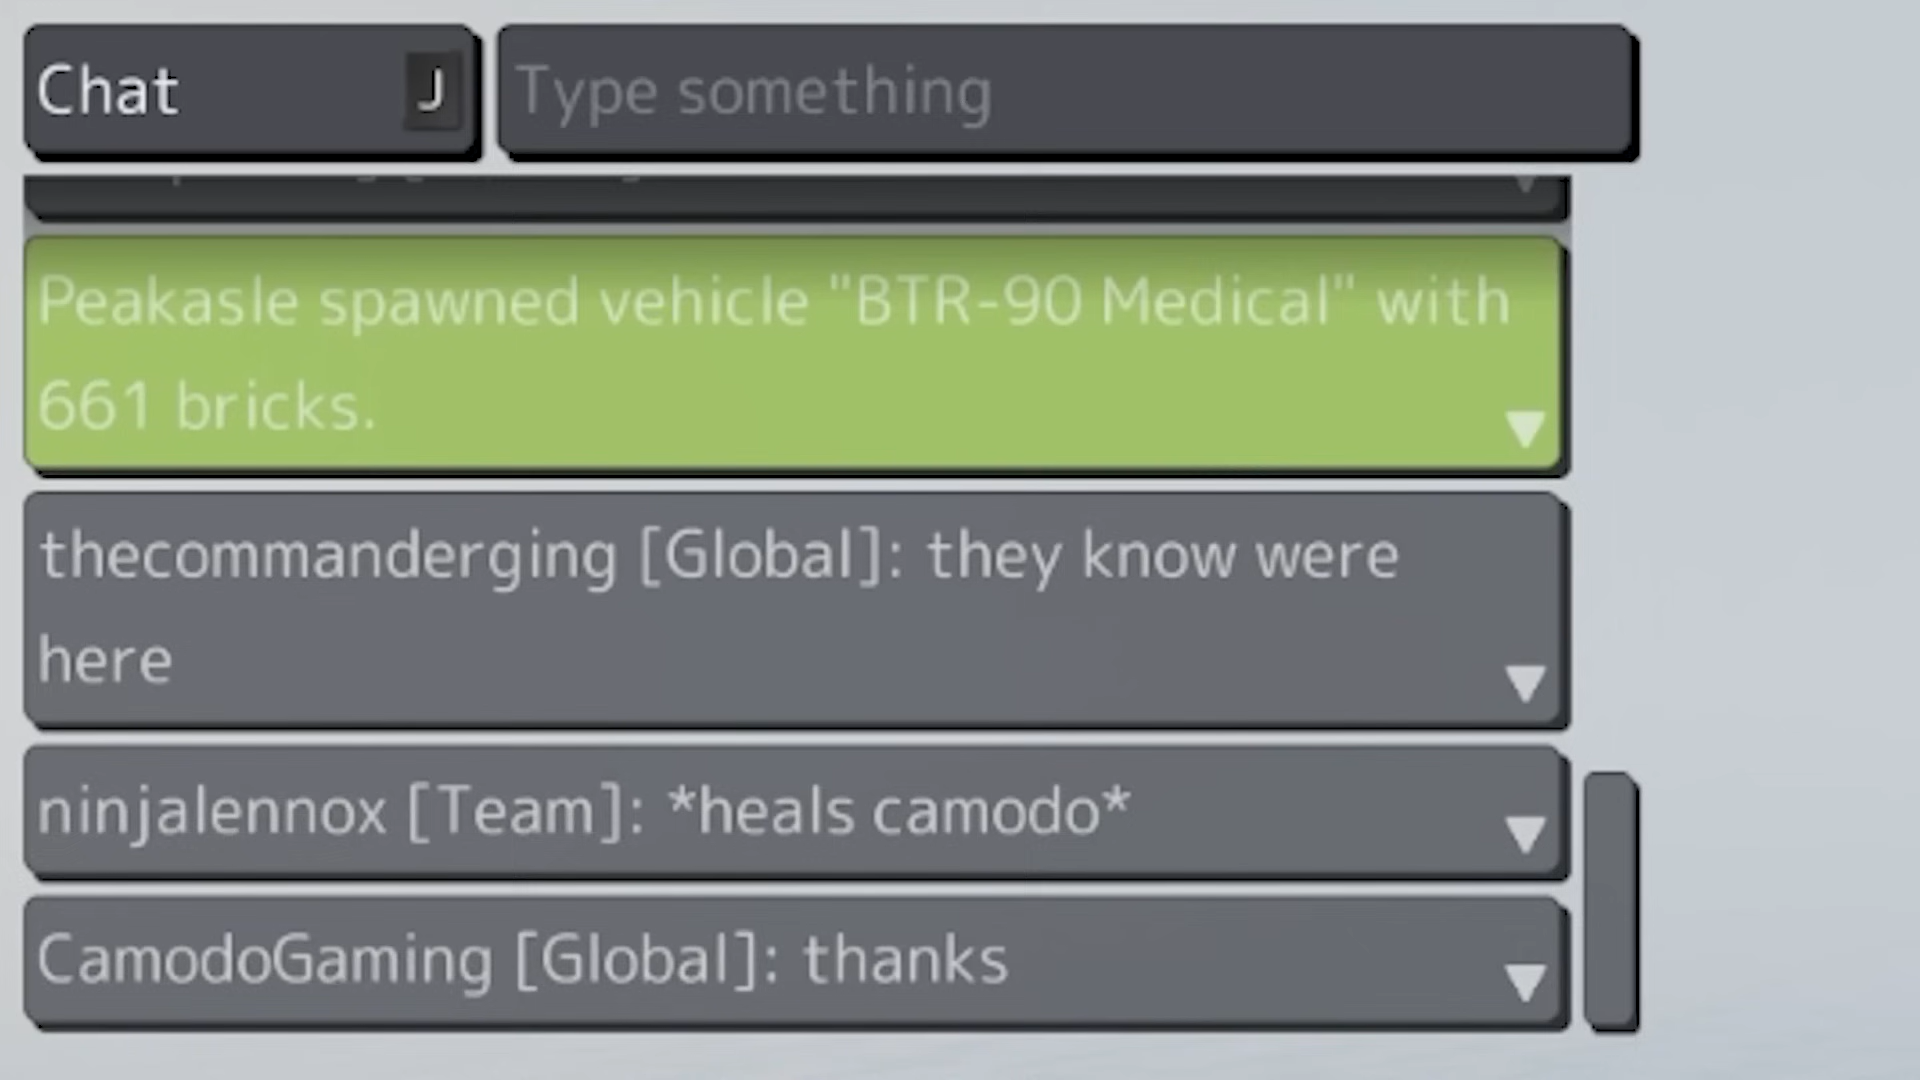 Chat J
Type something
Peakasle spawned vehicle "BTR-90 Medical" with
661 bricks.
thecommanderging [Global]: they know were
here
ninjalennox [Team]: *heals camodo*
CamodoGaming [Global]: thanks